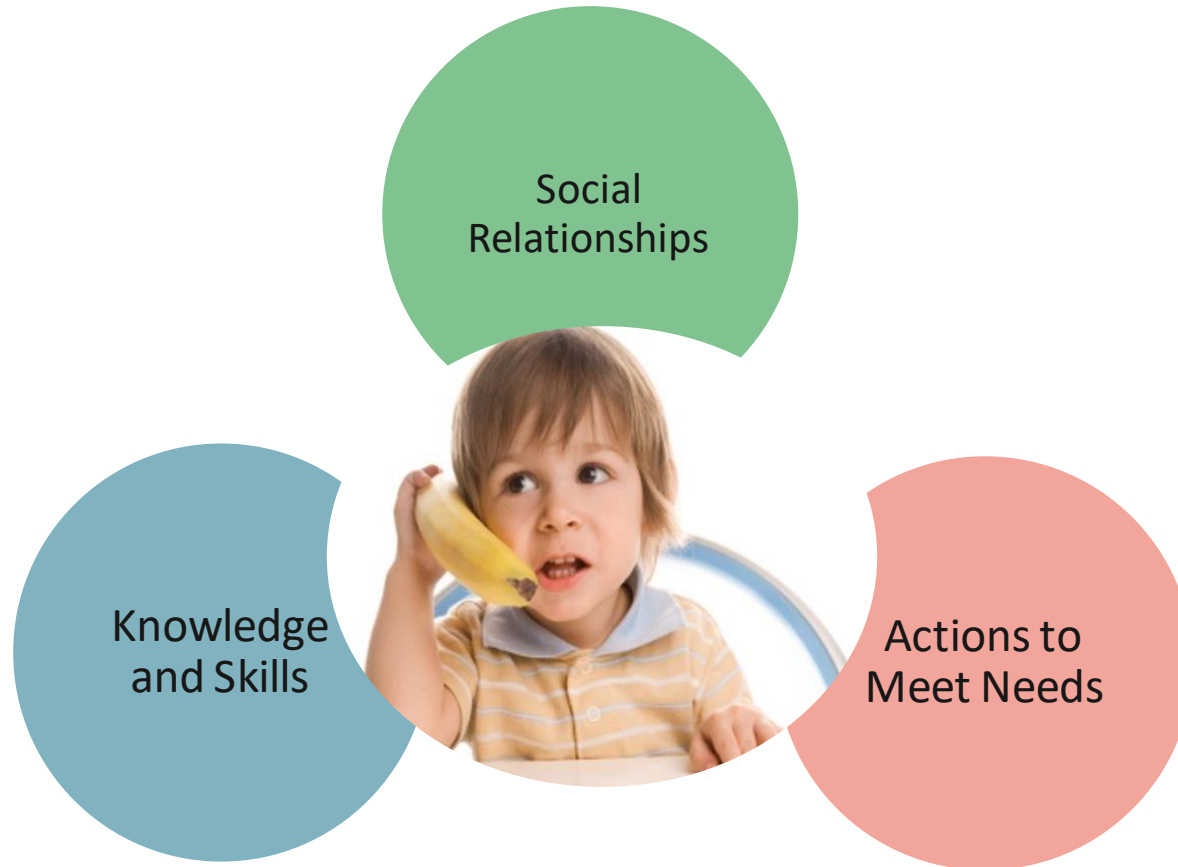 Social
Relationships
Knowledge
and Skills
Actions to
Meet Needs